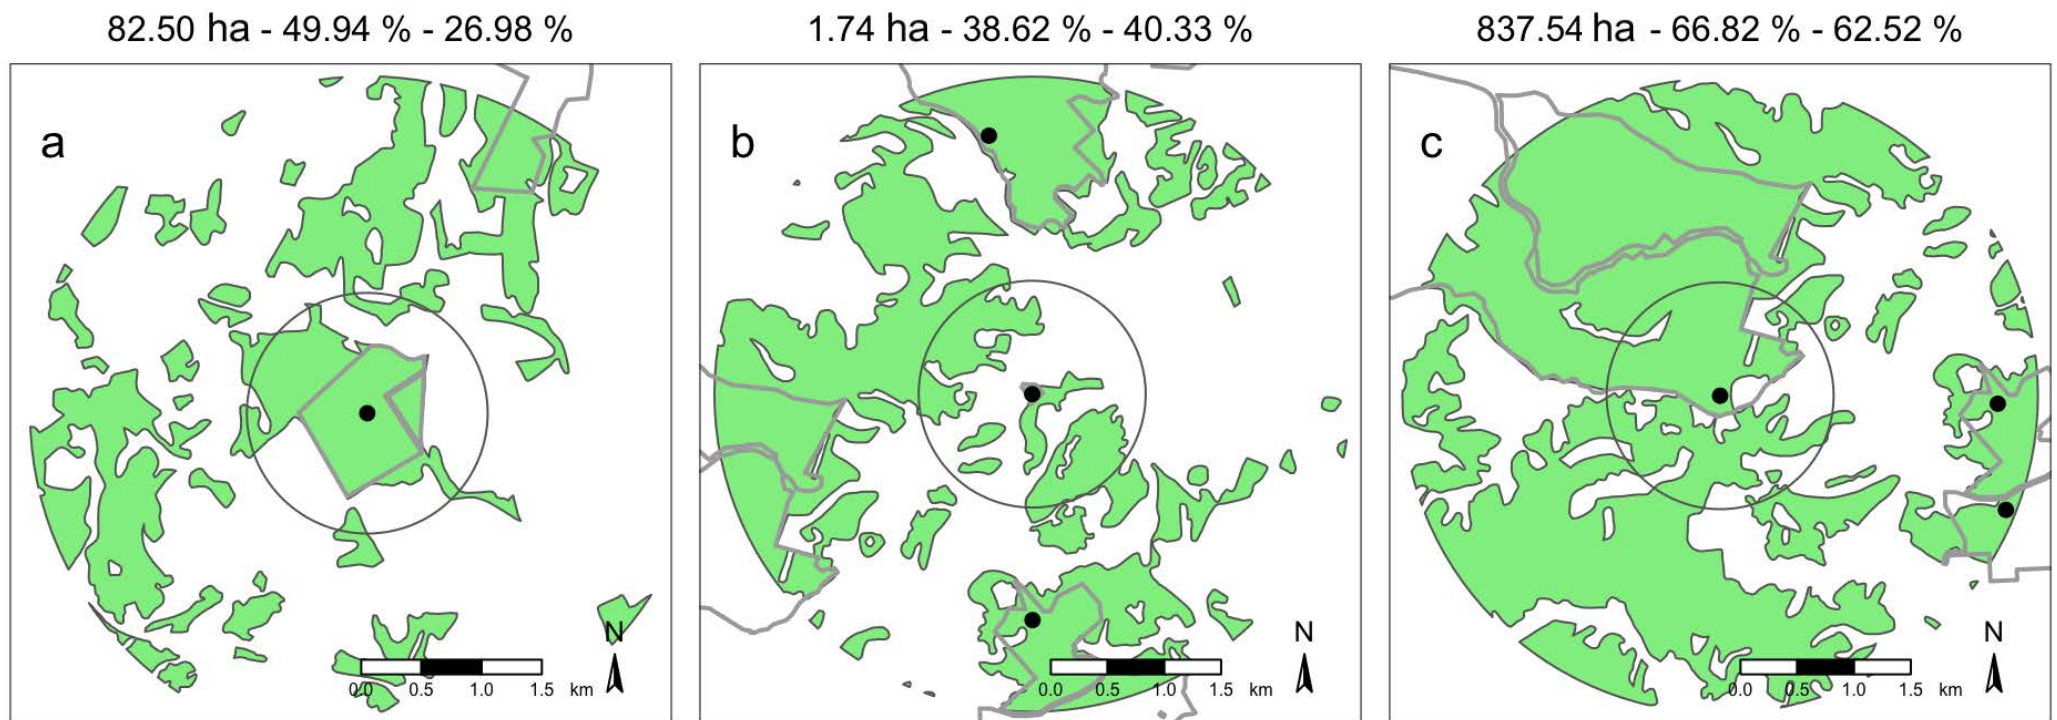 82.50 ha - 49.94 % - 26.98 %
1.74 ha - 38.62 % - 40.33 %
837.54 ha - 66.82 % - 62.52 %
a
b
c
N
0.0 0.5 1.0 1.5 km
N
0.0 0.5 1.0 1.5 km
N
0.0 0.5 1.0 1.5 km